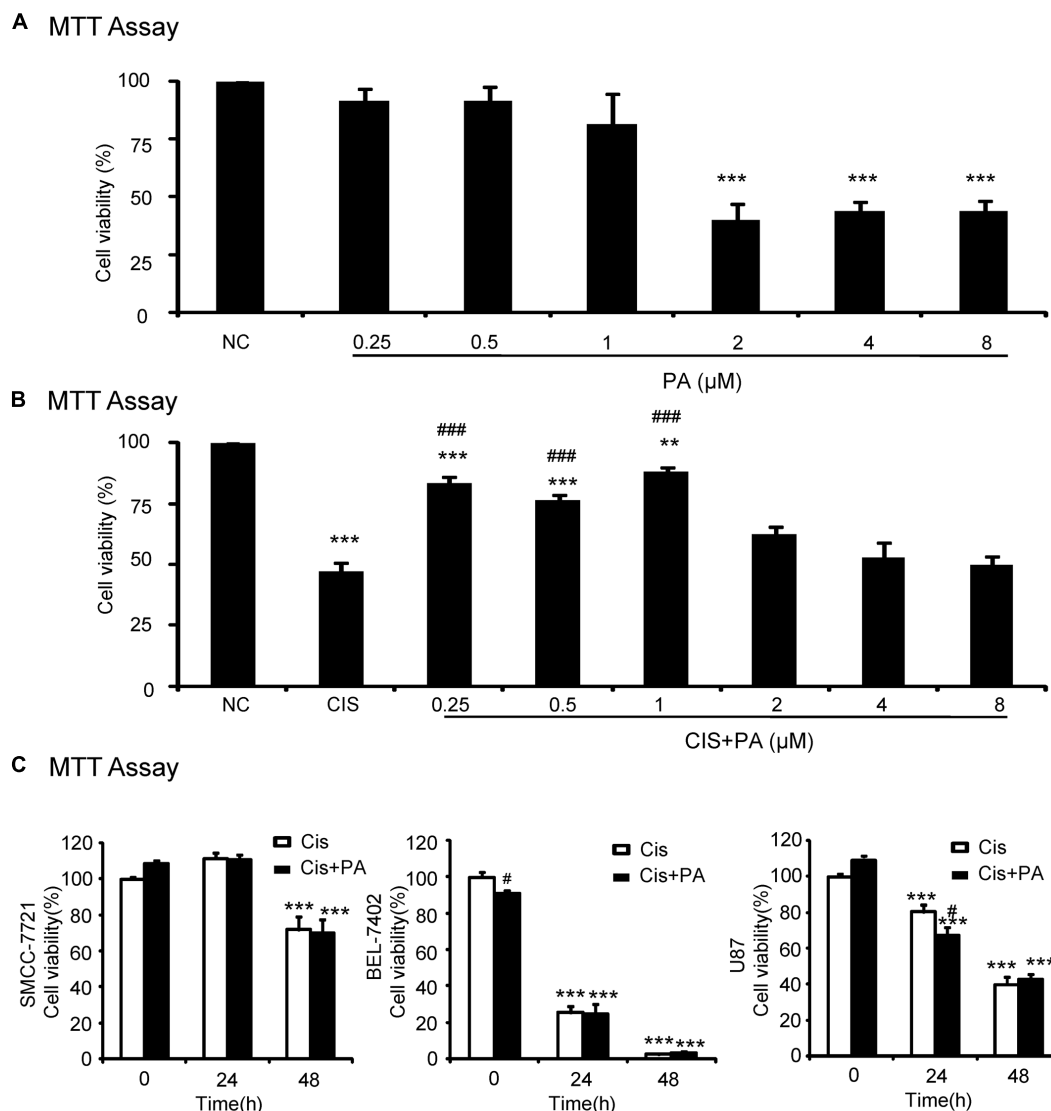 A MTT Assay
Cell viability (%)
100
75
50
25
0
*** *** ***
NC 0.25 0.5 1 2 4 8
PA (µM)
B MTT Assay
Cell viability (%)
100
75
50
25
0
### ### ###
*** *** *** **
NC CIS 0.25 0.5 1 2 4 8
CIS+PA (µM)
C MTT Assay
SMCC-7721
Cell viability(%)
120
100
80
60
40
20
0
Cis
Cis+PA
*** ***
0 24 48
Time(h)
BEL-7402
Cell viability(%)
120
100
80
60
40
20
0
Cis
Cis+PA
#
*** ***
*** ***
0 24 48
Time(h)
U87
Cell viability(%)
120
100
80
60
40
20
0
Cis
Cis+PA
***
#
***
*** ***
0 24 48
Time(h)